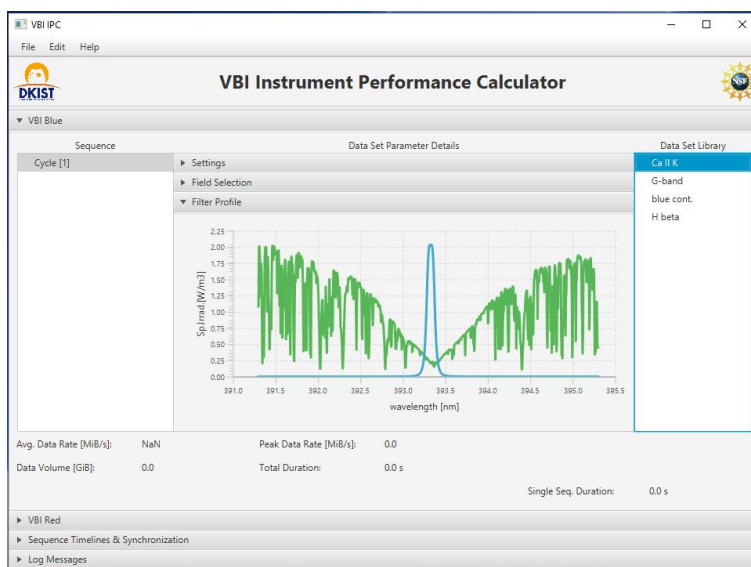 VBI IPC
File Edit Help
DKIST
VBI Instrument Performance Calculator
NSF
VBI Blue
Sequence
Data Set Parameter Details
Data Set Library
Cycle [1]
Settings
Field Selection
Filter Profile
Ca II K
G-band
blue cont.
H beta
Sp.Irrad.[W/m3]
2.25
2.00
1.75
1.50
1.25
1.00
0.75
0.50
0.25
0.00
391.0 391.5 392.0 392.5 393.0 393.5 394.0 394.5 395.0 395.5
wavelength [nm]
Avg. Data Rate [MiB/s]: NaN Peak Data Rate [MiB/s]: 0.0
Data Volume [GiB]: 0.0 Total Duration: 0.0 s
Single Seq. Duration: 0.0 s
VBI Red
Sequence Timelines & Synchronization
Log Messages